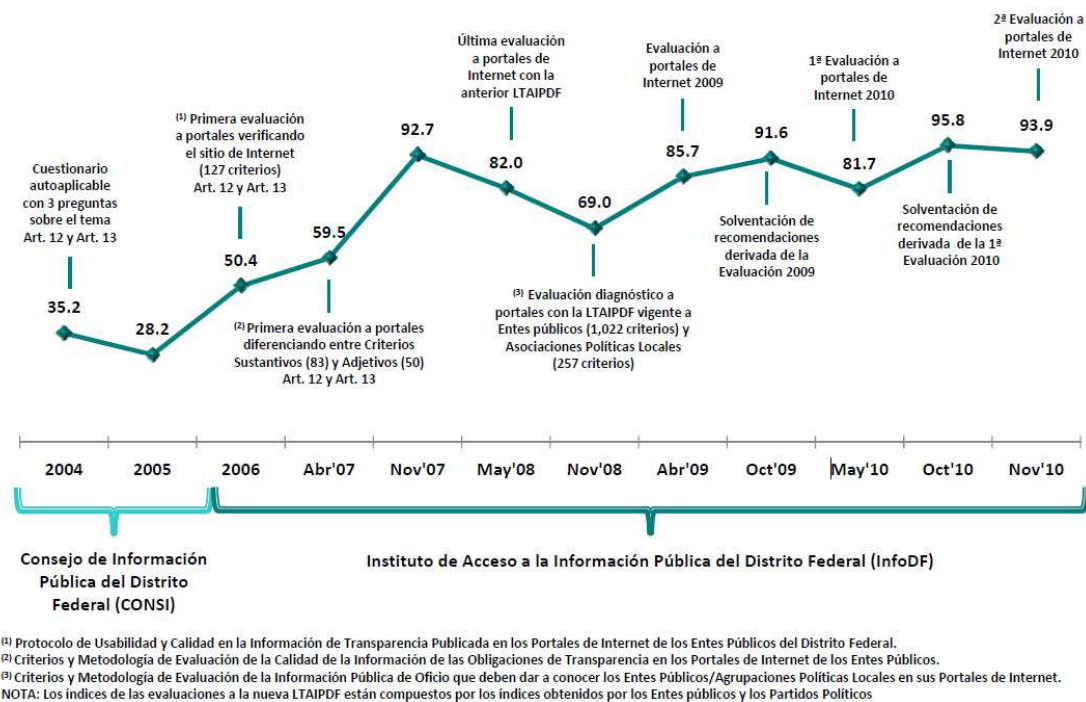 Cuestionario
autoaplicable
con 3 preguntas
sobre el tema
Art. 12 y Art. 13
35.2
28.2
(1) Primera evaluación
a portales verificando
el sitio de Internet
(127 criterios)
Art. 12 y Art. 13
50.4
59.5
(2) Primera evaluación a portales
diferenciando entre Criterios
Sustantivos (83) y Adjetivos (50)
Art. 12 y Art. 13
92.7
Última evaluación
a portales de
Internet con la
anterior LTAIPDF
82.0
69.0
(3) Evaluación diagnóstico a
portales con la LTAIPDF vigente a
Entes públicos (1,022 criterios) y
Asociaciones Políticas Locales
(257 criterios)
Evaluación a
portales de
Internet 2009
85.7
91.6
Solventación de
recomendaciones
derivada de la
Evaluación 2009
1ª Evaluación a
portales de
Internet 2010
81.7
95.8
Solventación de
recomendaciones
derivada de la 1ª
Evaluación 2010
2ª Evaluación a
portales de
Internet 2010
93.9
2004 2005 2006 Abr'07 Nov'07 May'08 Nov'08 Abr'09 Oct'09 May'10 Oct'10 Nov'10
Consejo de Información
Pública del Distrito
Federal (CONSI)
Instituto de Acceso a la Información Pública del Distrito Federal (InfoDF)
(1) Protocolo de Usabilidad y Calidad en la Información de Transparencia Publicada en los Portales de Internet de los Entes Públicos del Distrito Federal.
(2) Criterios y Metodología de Evaluación de la Calidad de la Información de las Obligaciones de Transparencia en los Portales de Internet de los Entes Públicos.
(3) Criterios y Metodología de Evaluación de la Información Pública de Oficio que deben dar a conocer los Entes Públicos/Agrupaciones Políticas Locales en sus Portales de Internet.
NOTA: Los índices de las evaluaciones a la nueva LTAIPDF están compuestos por los índices obtenidos por los Entes públicos y los Partidos Políticos